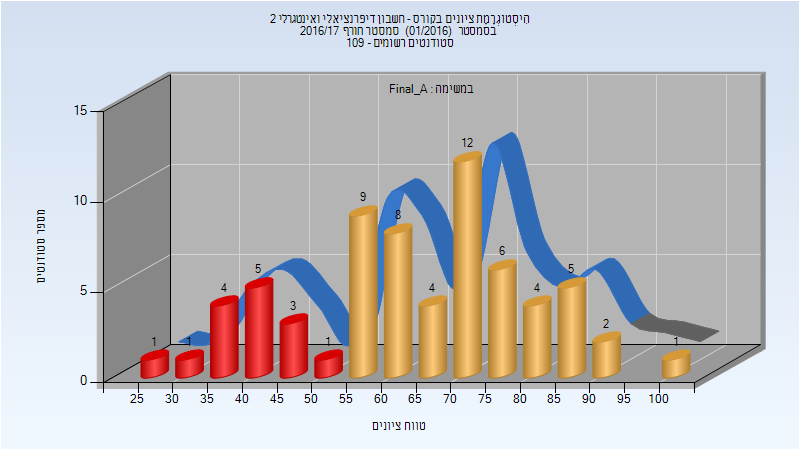 הִיסְטוֹגְרָמַת ציונים בקורס - חשבון דיפרנציאלי ואינטגרלי 2
בסמסטר (01/2016) סמסטר חורף 2016/17
סטודנטים רשומים - 109
במשימה : Final_A
מספר סטודנטים
15
10
5
0
1
1
4
5
3
1
9
8
4
12
6
4
5
2
1
25 30 35 40 45 50 55 60 65 70 75 80 85 90 95 100
טווח ציונים